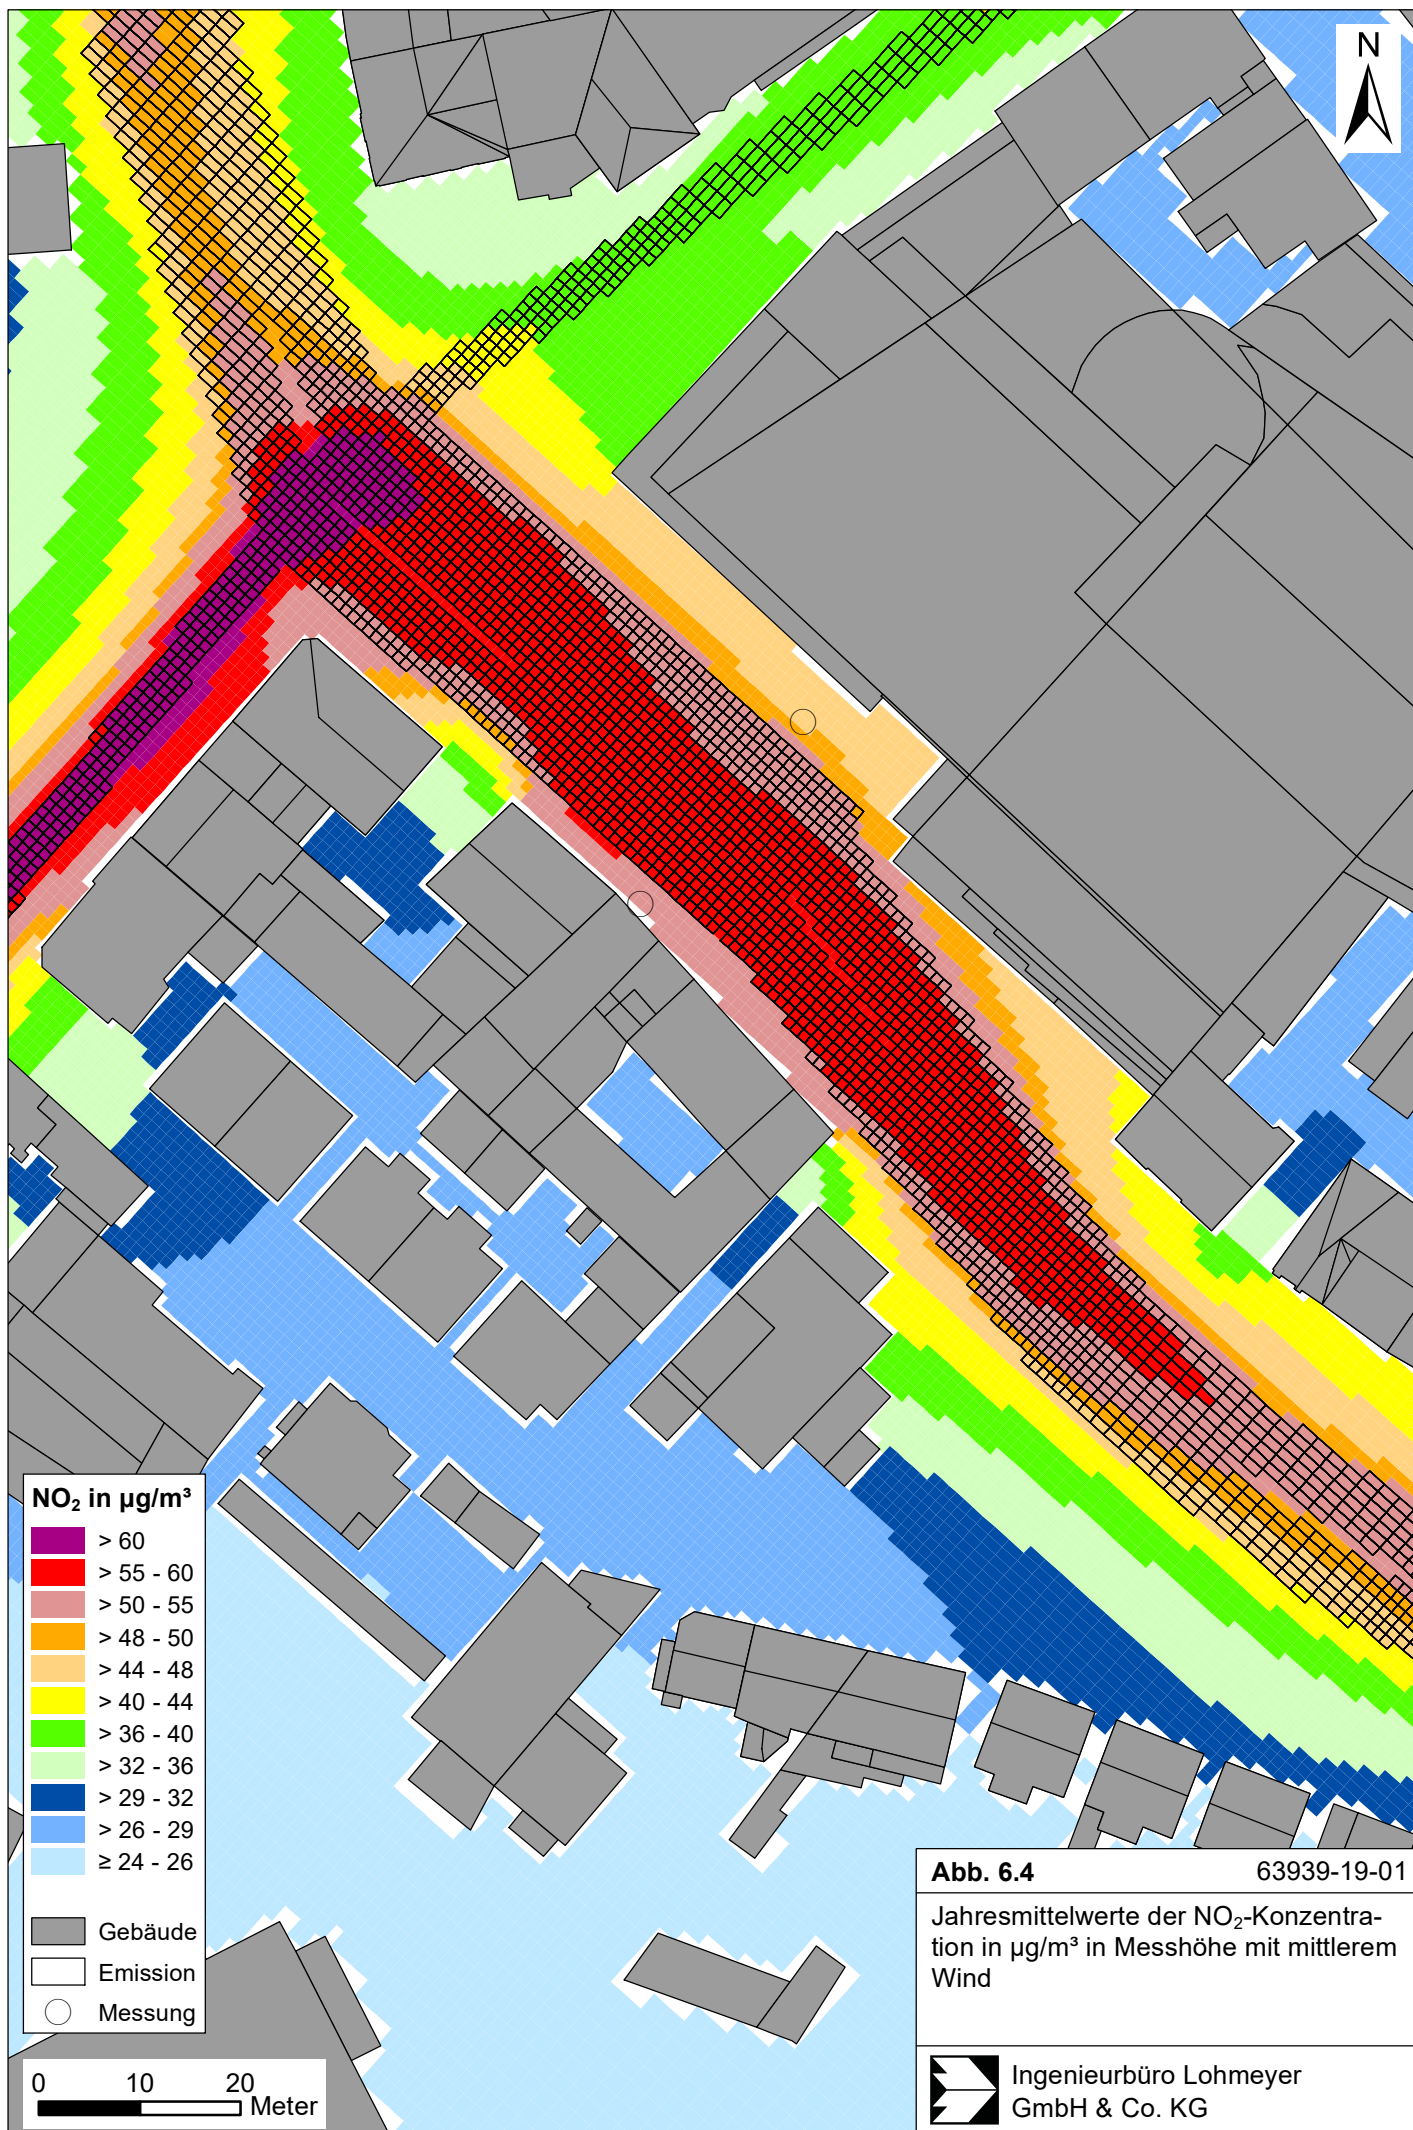 N
NO₂ in µg/m³
> 60
> 55 - 60
> 50 - 55
> 48 - 50
> 44 - 48
> 40 - 44
> 36 - 40
> 32 - 36
> 29 - 32
> 26 - 29
≥ 24 - 26
Gebäude
Emission
Messung
0 10 20
Meter
Abb. 6.4 63939-19-01
Jahresmittelwerte der NO₂-Konzentra-
tion in µg/m³ in Messhöhe mit mittlerem
Wind
Ingenieurbüro Lohmeyer
GmbH & Co. KG